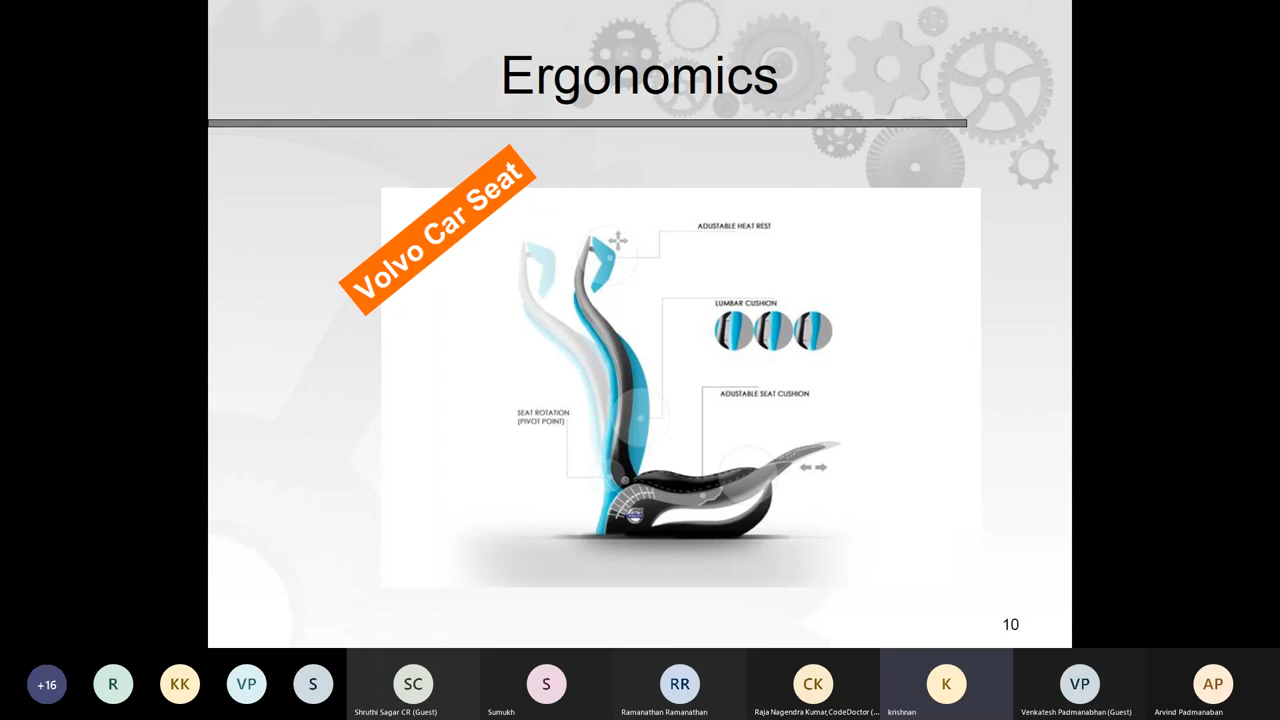 Ergonomics
Volvo Car Seat
ADJUSTABLE HEAT REST
LUMBAR CUSHION
ADJUSTABLE SEAT CUSHION
SEAT ROTATION
(PIVOT POINT)
10
+16
R
KK
VP
S
SC
Shruthi Sagar CR (Guest)
S
Sumukh
RR
Ramanathan Ramanathan
CK
Raja Nagendra Kumar,CodeDoctor (...
K
krishnan
VP
Venkatesh Padmanabhan (Guest)
AP
Arvind Padmanaban